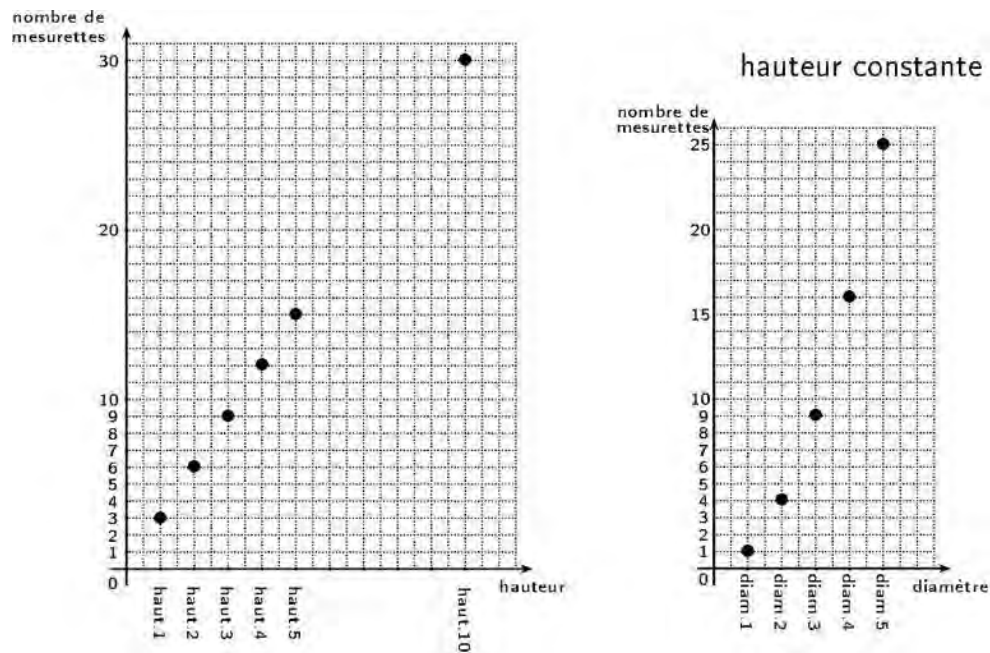 nombre de
mesurettes
30
20
10
9
8
7
6
5
4
3
2
1
0
haut.1
haut.2
haut.3
haut.4
haut.5
haut.10
hauteur
hauteur constante
nombre de
mesurettes
25
20
15
10
9
8
7
6
5
4
3
2
1
0
diam.1
diam.2
diam.3
diam.4
diam.5
diamètre